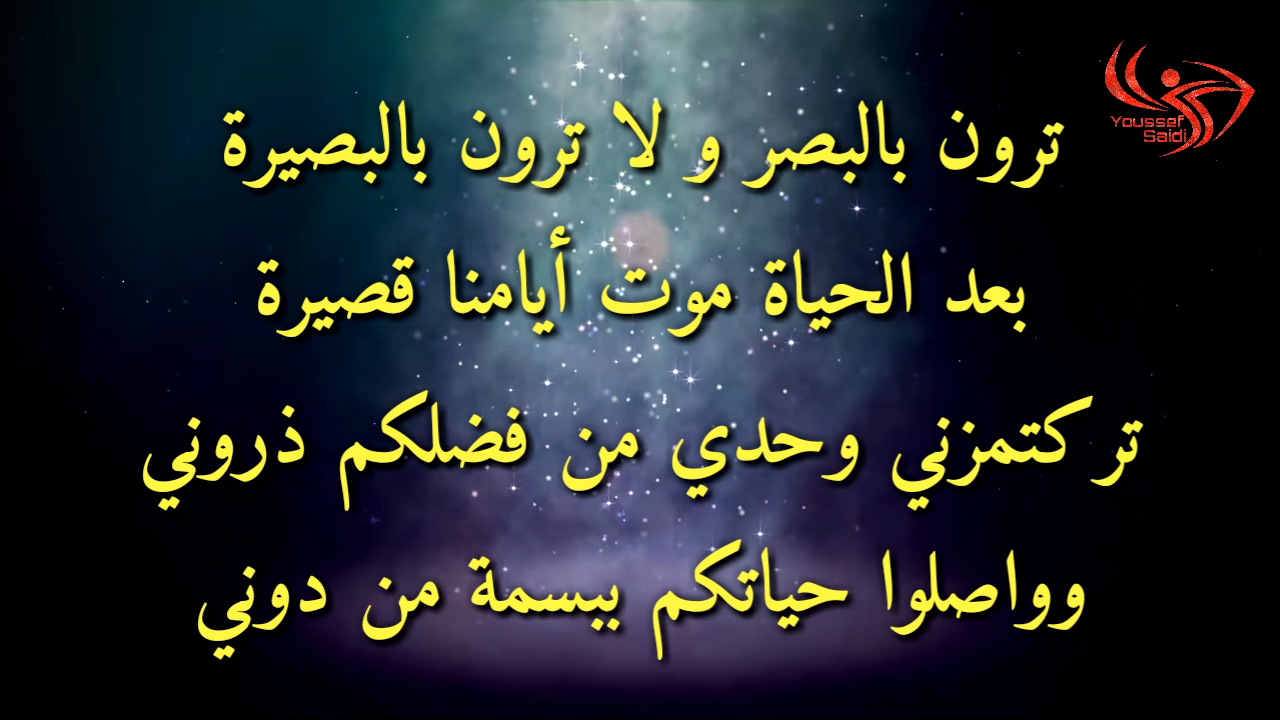 ترون بالبصر و لا ترون بالبصيرة
بعد الحياة موت أيامنا قصيرة
تركتمزني وحدي من فضلكم ذروني
وواصلوا حياتكم ببسمة من دوني
Youssef
Saidi